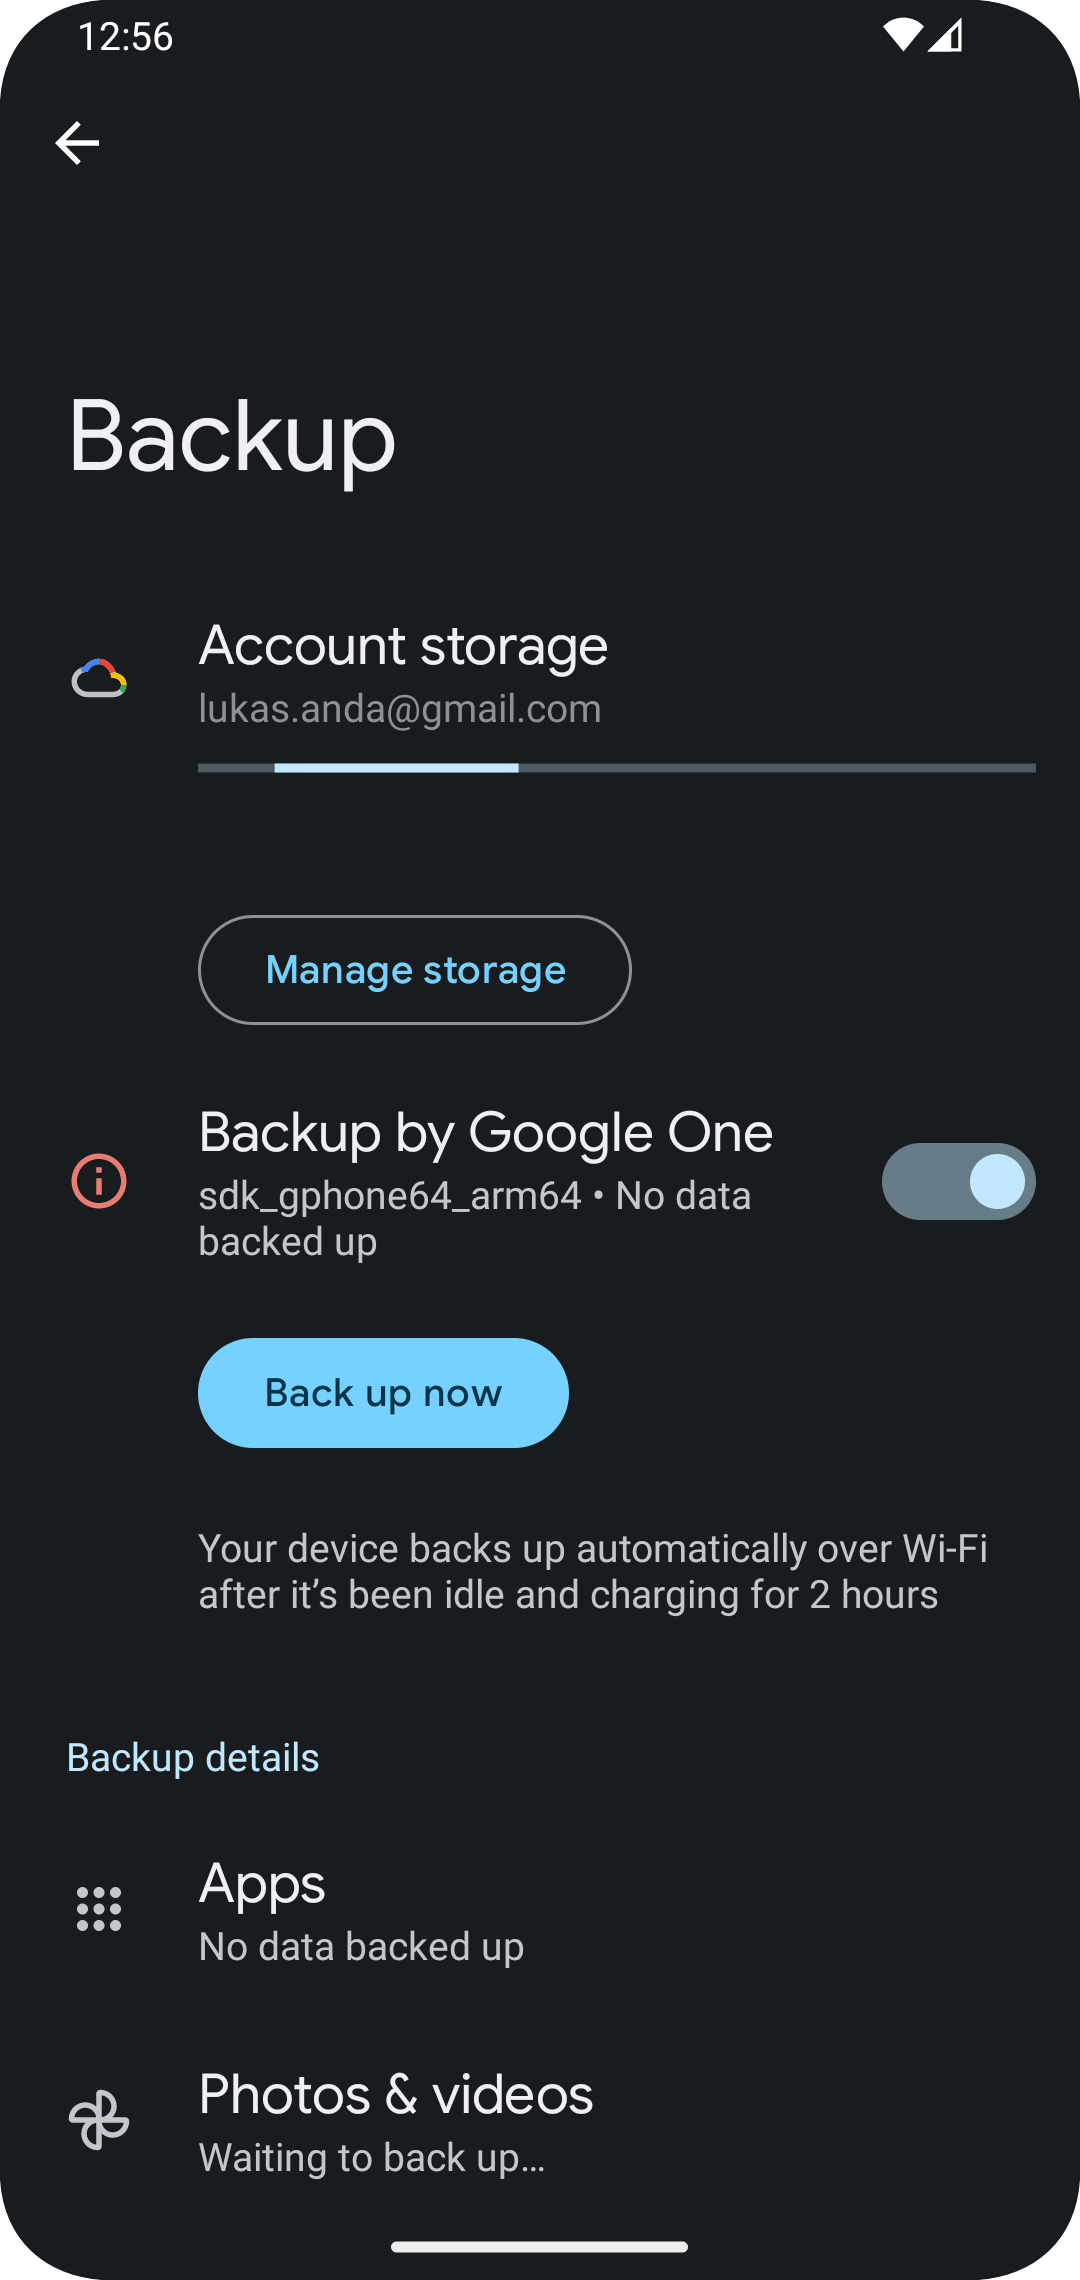 12:56
Backup
Account storage
lukas.anda@gmail.com
Manage storage
Backup by Google One
sdk_gphone64_arm64 • No data
backed up
Back up now
Your device backs up automatically over Wi-Fi
after it’s been idle and charging for 2 hours
Backup details
Apps
No data backed up
Photos & videos
Waiting to back up…